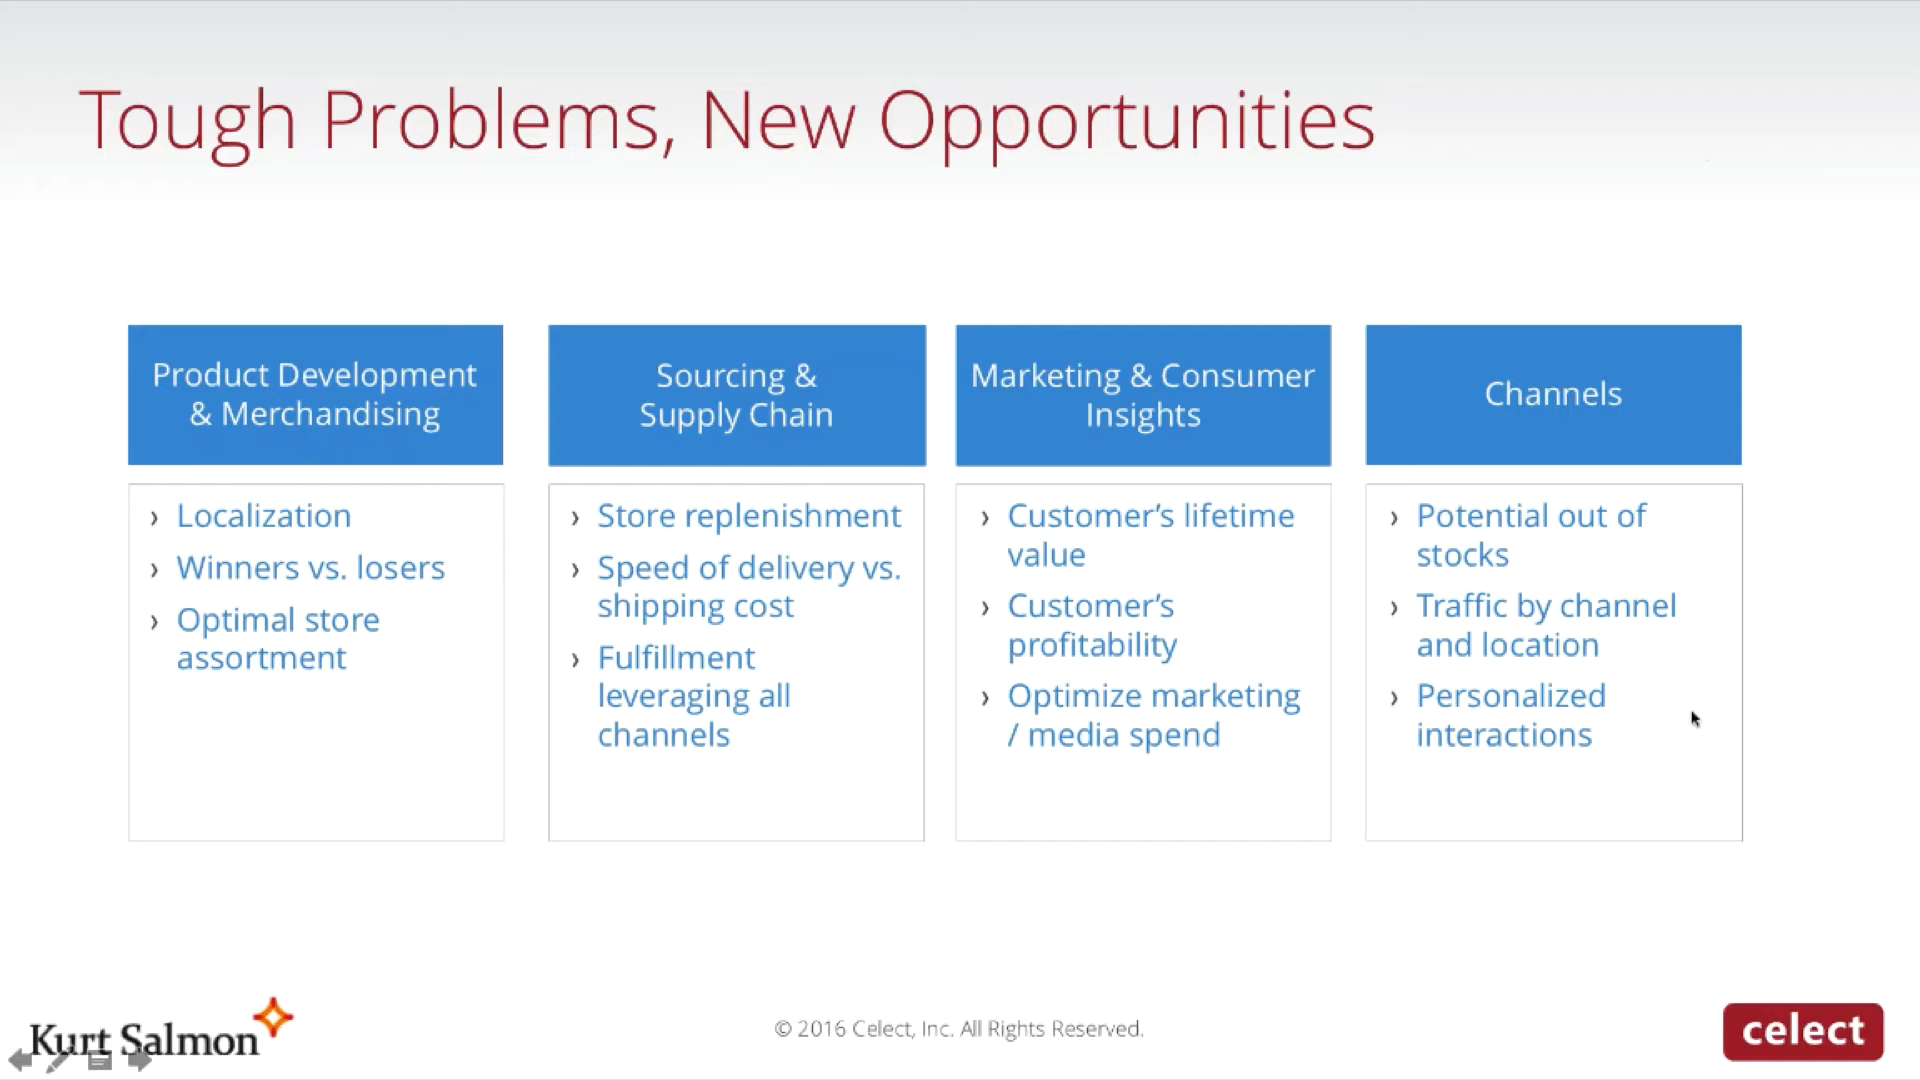 Tough Problems, New Opportunities
Product Development
& Merchandising
› Localization
› Winners vs. losers
› Optimal store
assortment
Sourcing &
Supply Chain
› Store replenishment
› Speed of delivery vs.
shipping cost
› Fulfillment
leveraging all
channels
Marketing & Consumer
Insights
› Customer’s lifetime
value
› Customer’s
profitability
› Optimize marketing
/ media spend
Channels
› Potential out of
stocks
› Traffic by channel
and location
› Personalized
interactions
Kurt Salmon
© 2016 Celect, Inc. All Rights Reserved.
celect